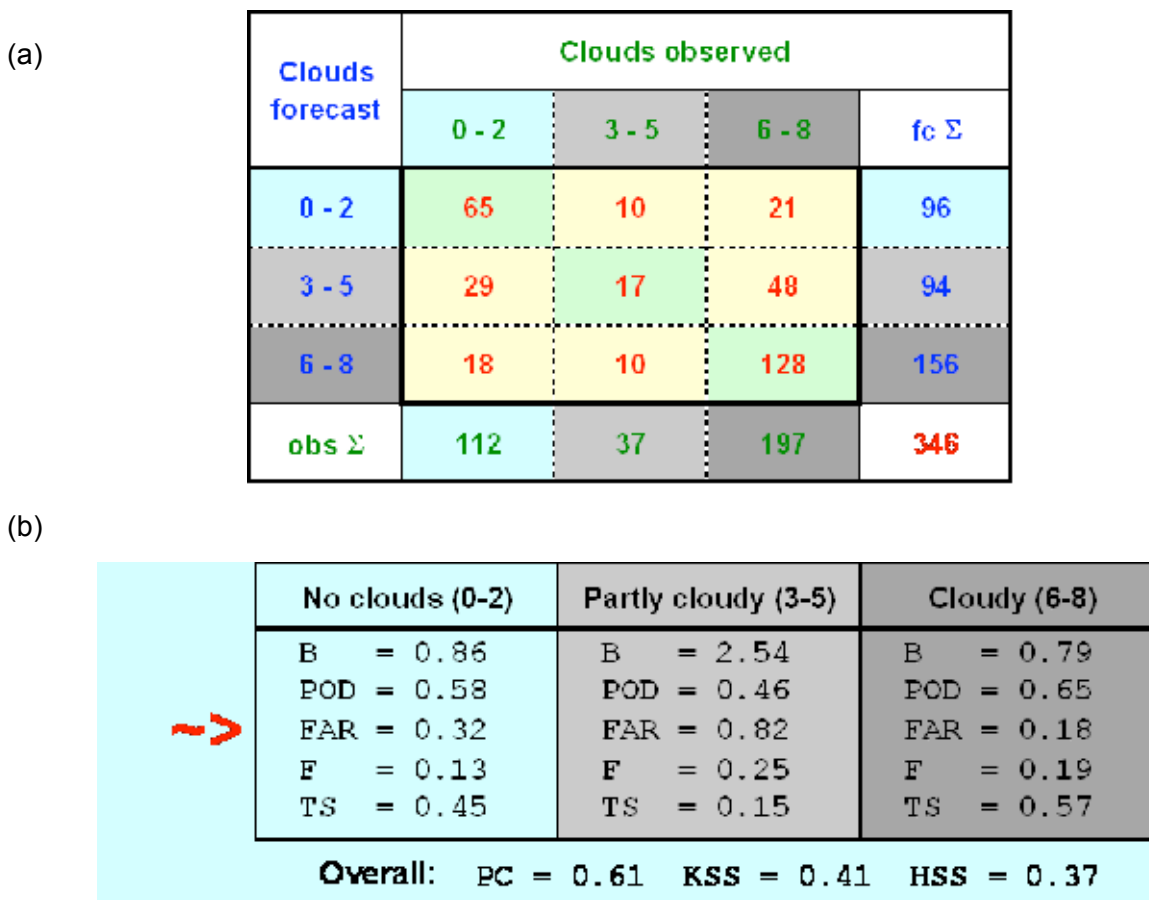 (a)
Clouds forecast
Clouds observed
0 - 2 3 - 5 6 - 8 fc Σ
0 - 2 65 10 21 96
3 - 5 29 17 48 94
6 - 8 18 10 128 156
obs Σ 112 37 197 346
(b)
No clouds (0-2) Partly cloudy (3-5) Cloudy (6-8)
B = 0.86 B = 2.54 B = 0.79
POD = 0.58 POD = 0.46 POD = 0.65
~> FAR = 0.32 FAR = 0.82 FAR = 0.18
F = 0.13 F = 0.25 F = 0.19
TS = 0.45 TS = 0.15 TS = 0.57
Overall: PC = 0.61 KSS = 0.41 HSS = 0.37